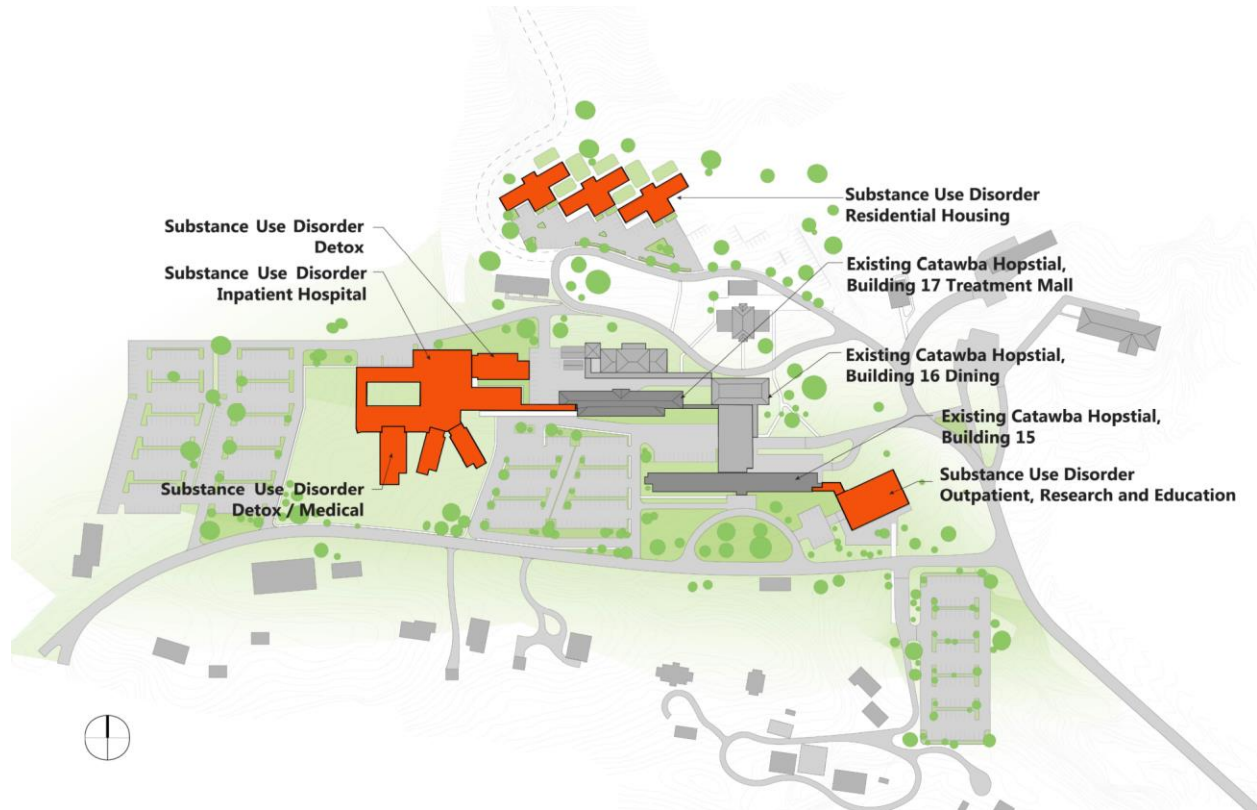 Substance Use Disorder
Detox
Substance Use Disorder
Inpatient Hospital
Substance Use Disorder
Detox / Medical
Substance Use Disorder
Residential Housing
Existing Catawba Hopstial,
Building 17 Treatment Mall
Existing Catawba Hopstial,
Building 16 Dining
Existing Catawba Hopstial,
Building 15
Substance Use Disorder
Outpatient, Research and Education